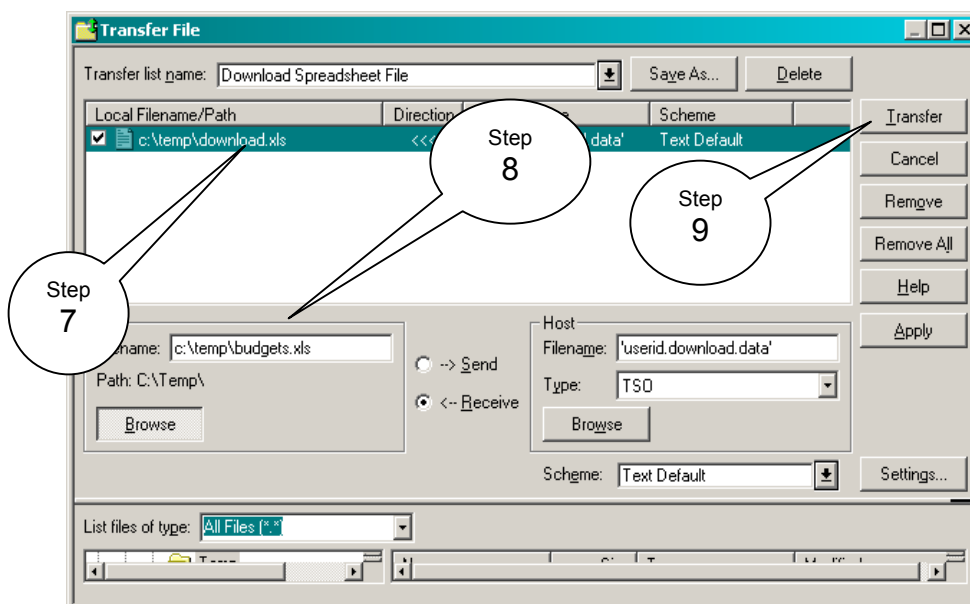 Transfer File
Transfer list name: Download Spreadsheet File Save As... Delete
Local Filename/Path Direction Scheme
c:\temp\download.xls <<< data' Text Default
Transfer
Cancel
Remove
Remove All
Help
Apply
Step
8
Step
9
Step
7
ename: c:\temp\budgets.xls
Path: C:\Temp\
Browse
--> Send
<-- Receive
Host
Filename: 'userid.download.data'
Type: TSO
Browse
Scheme: Text Default
Settings...
List files of type: All Files (*.*)